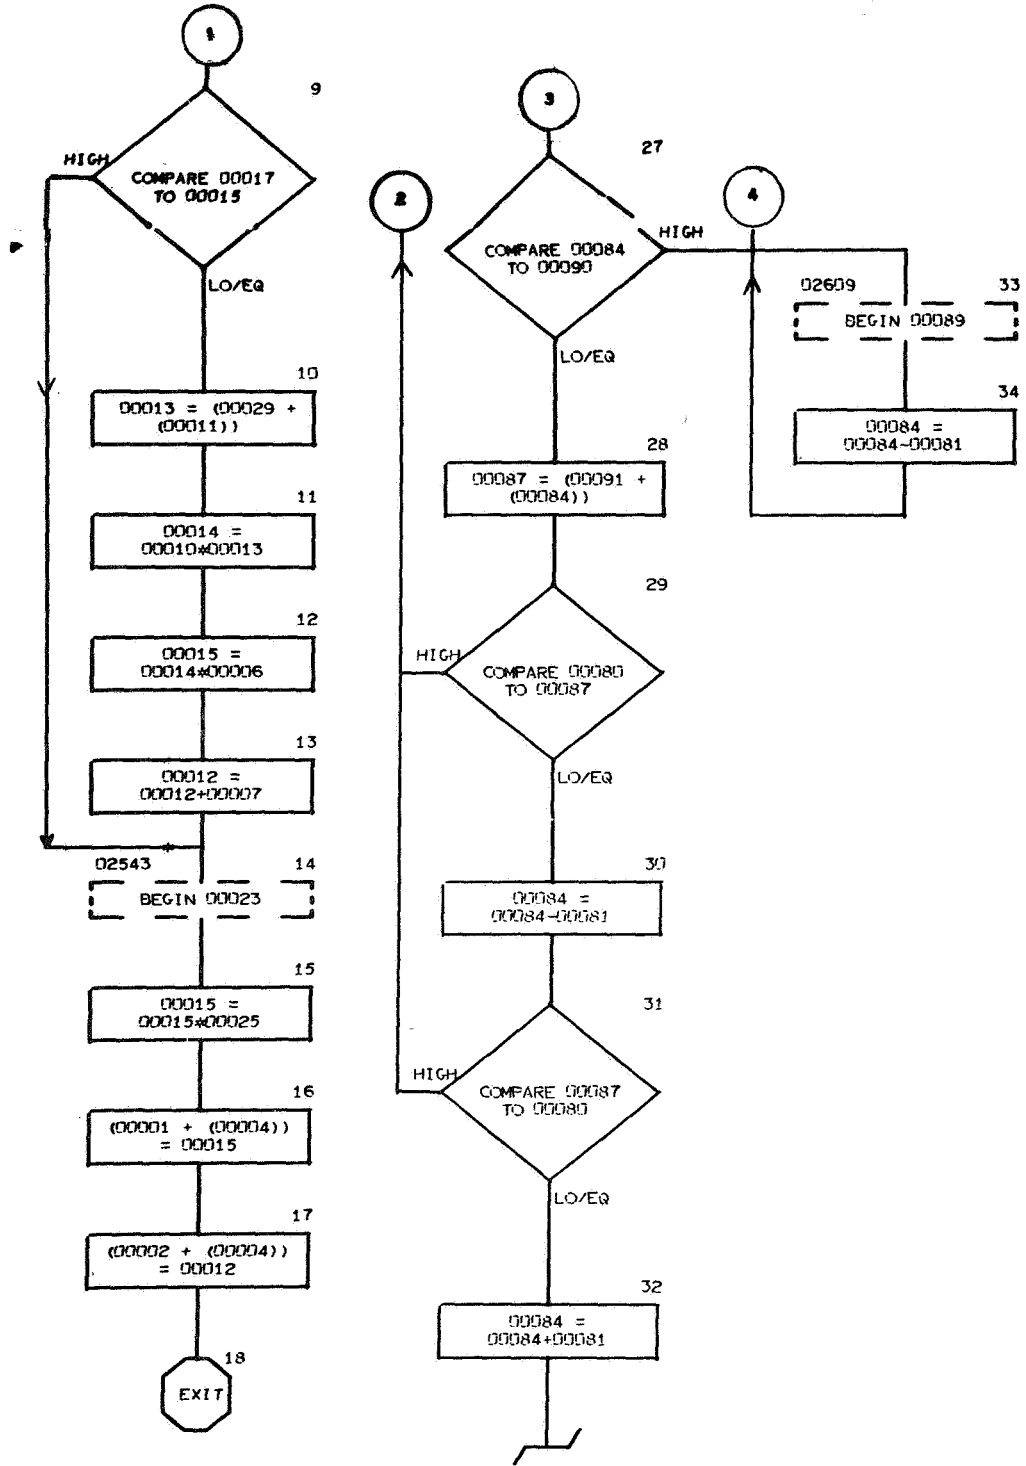 1
9
HIGH
COMPARE 00017
TO 00015
LO/EQ
10
00013 = (00029 +
(00011))
11
00014 =
00010*00013
12
00015 =
00014*00006
13
00012 =
00012+00007
02543
14
BEGIN 00023
15
00015 =
00015*00025
16
(00001 + (00004))
= 00015
17
(00002 + (00004))
= 00012
18
EXIT
2
3
27
COMPARE 00084
TO 00090
HIGH
LO/EQ
28
00087 = (00091 +
(00084))
29
HIGH
COMPARE 00080
TO 00087
LO/EQ
30
00084 =
00084-00081
31
HIGH
COMPARE 00087
TO 00080
LO/EQ
32
00084 =
00084+00081
4
02609
33
BEGIN 00089
34
00084 =
00084-00081